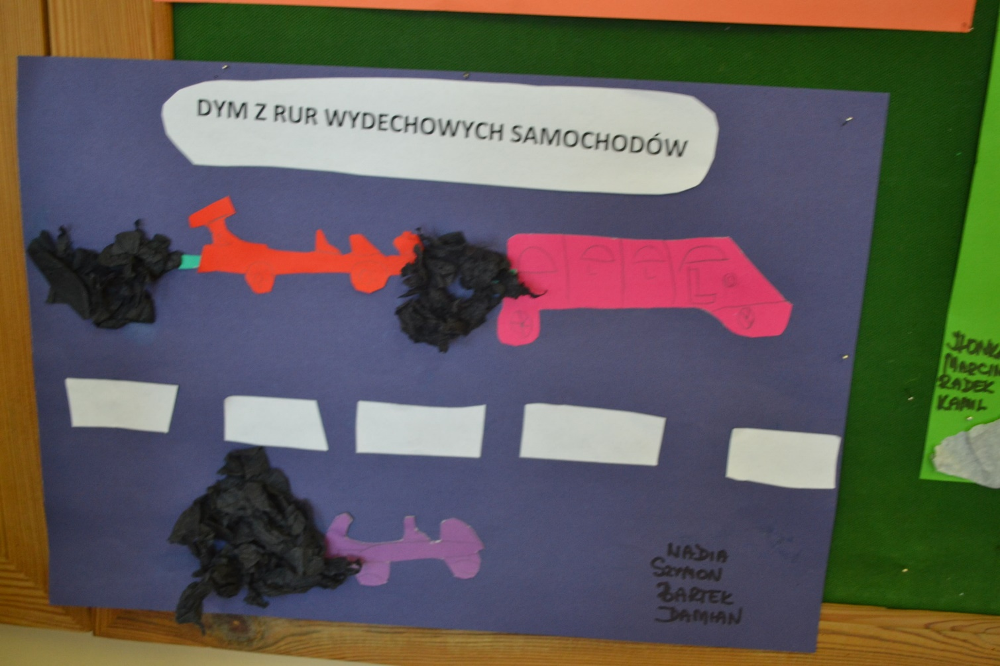 DYM Z RUR WYDECHOWYCH SAMOCHODÓW
NADIA
SZYMON
BARTEK
DAMIAN
MARCIN
RADEK
KAMIL